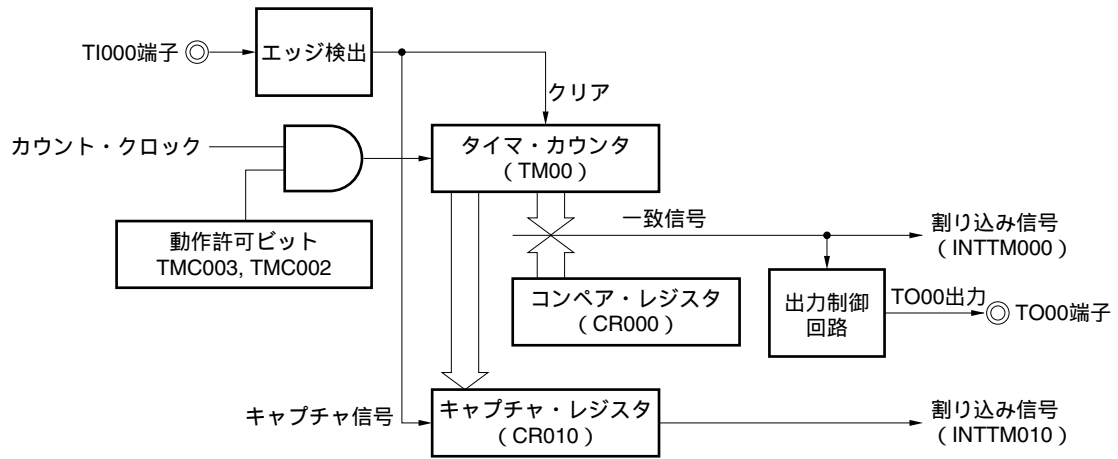 TI000端子
エッジ検出
クリア
カウント・クロック
タイマ・カウンタ
（TM00）
動作許可ビット
TMC003, TMC002
一致信号
割り込み信号
（INTTM000）
コンペア・レジスタ
（CR000）
出力制御
回路
TO00出力
TO00端子
キャプチャ信号
キャプチャ・レジスタ
（CR010）
割り込み信号
（INTTM010）